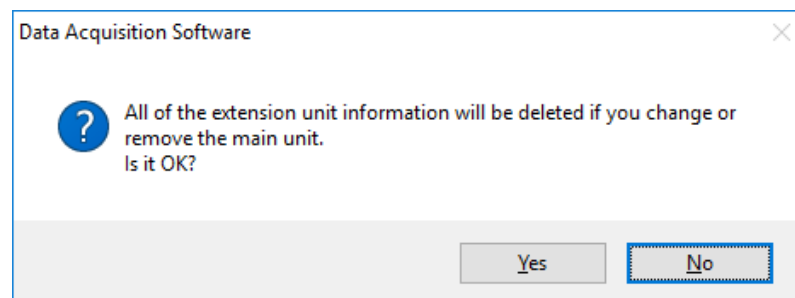 Data Acquisition Software
?
All of the extension unit information will be deleted if you change or
remove the main unit.
Is it OK?
Yes
No